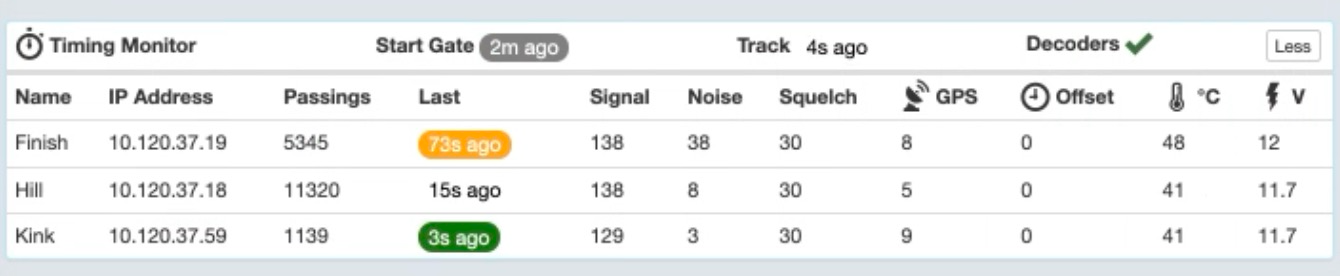 Timing Monitor Start Gate 2m ago Track 4s ago Decoders Less
Name IP Address Passings Last Signal Noise Squelch GPS Offset °C V
Finish 10.120.37.19 5345 73s ago 138 38 30 8 0 48 12
Hill 10.120.37.18 11320 15s ago 138 8 30 5 0 41 11.7
Kink 10.120.37.59 1139 3s ago 129 3 30 9 0 41 11.7